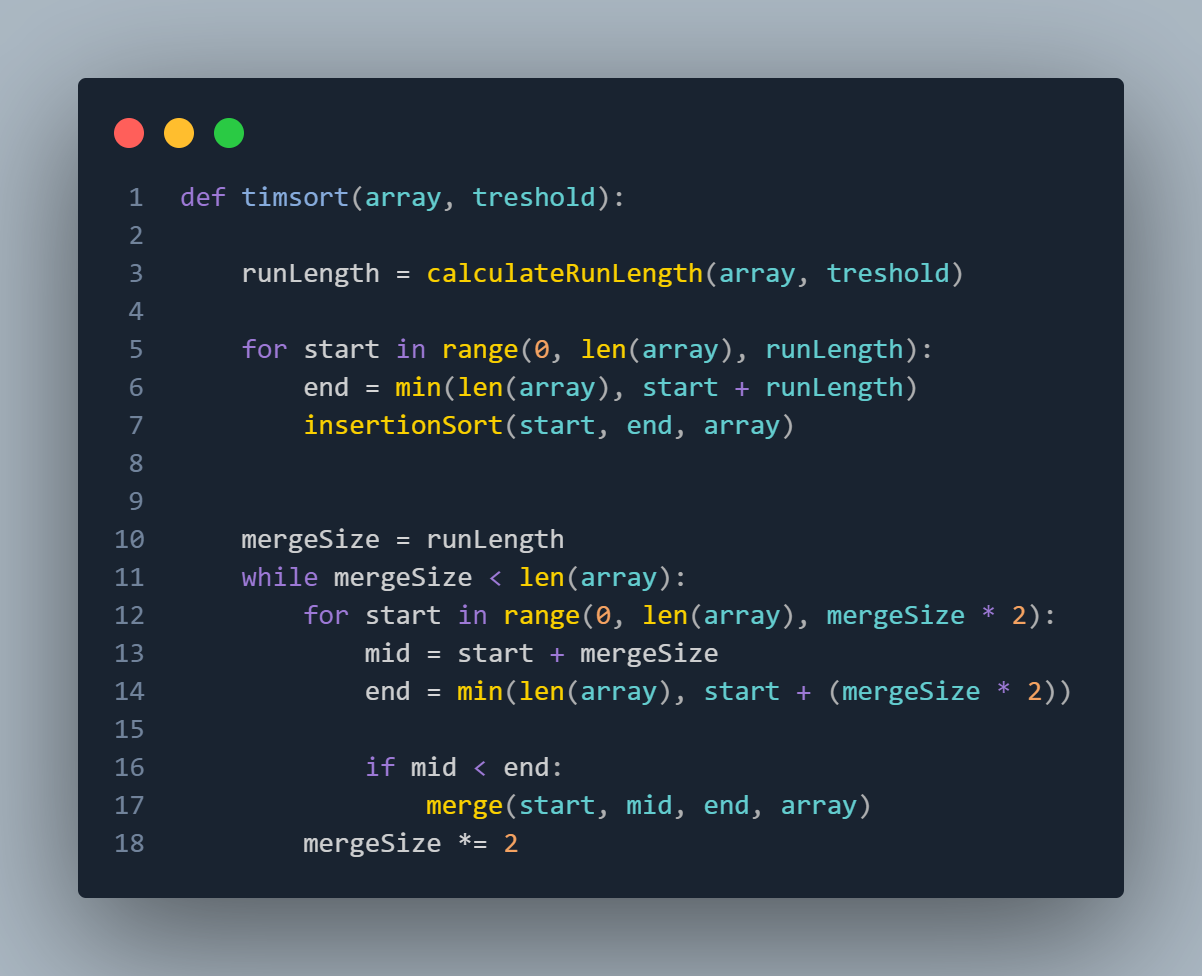 1 def timsort(array, treshold):
2
3     runLength = calculateRunLength(array, treshold)
4
5     for start in range(0, len(array), runLength):
6         end = min(len(array), start + runLength)
7         insertionSort(start, end, array)
8
9
10     mergeSize = runLength
11     while mergeSize < len(array):
12         for start in range(0, len(array), mergeSize * 2):
13             mid = start + mergeSize
14             end = min(len(array), start + (mergeSize * 2))
15
16             if mid < end:
17                 merge(start, mid, end, array)
18         mergeSize *= 2